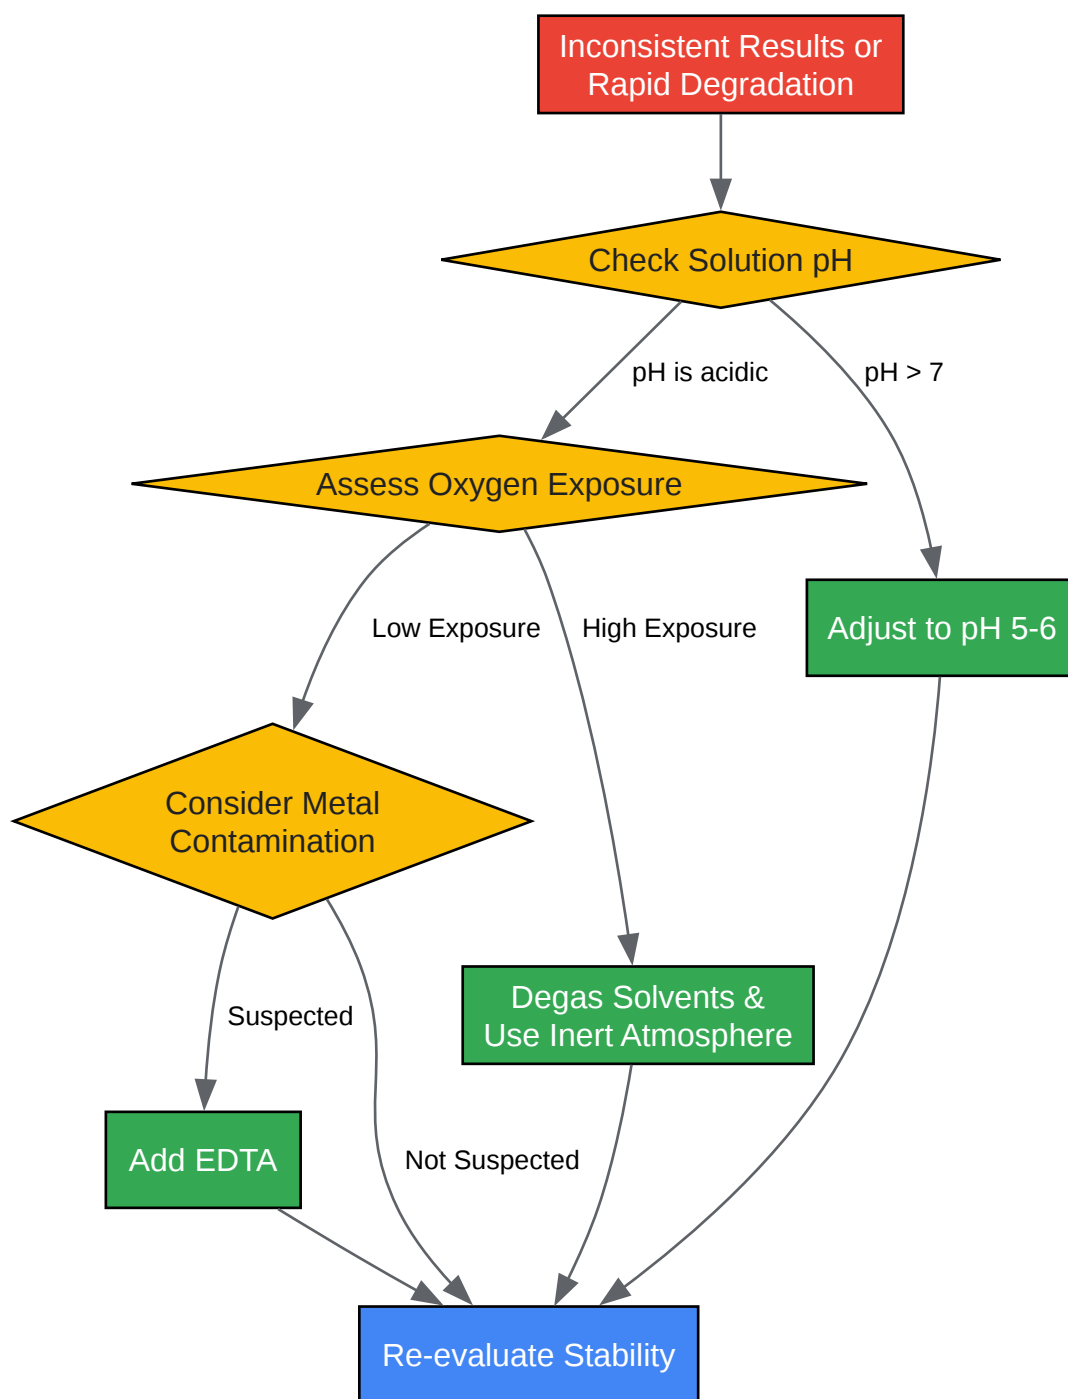 Inconsistent Results or
Rapid Degradation
Check Solution pH
pH is acidic
pH > 7
Assess Oxygen Exposure
Low Exposure
High Exposure
Adjust to pH 5-6
Consider Metal
Contamination
Suspected
Degas Solvents &
Use Inert Atmosphere
Add EDTA
Not Suspected
Re-evaluate Stability